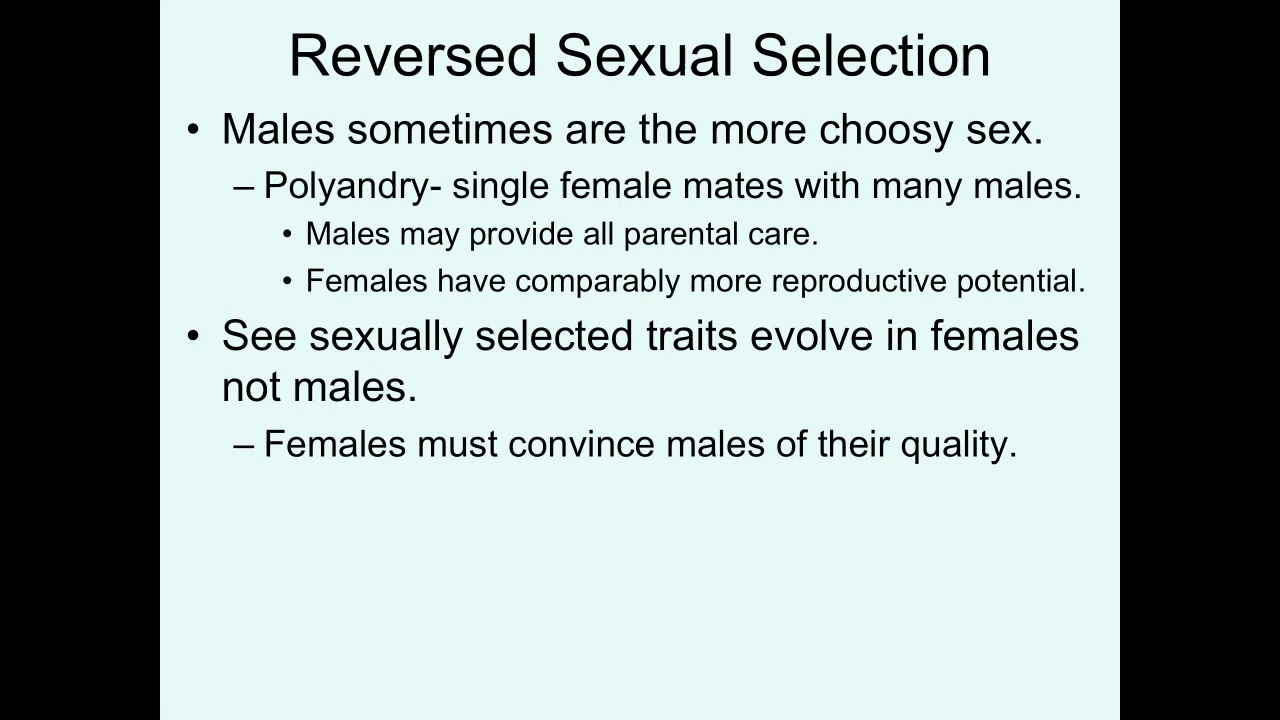 Reversed Sexual Selection
• Males sometimes are the more choosy sex.
– Polyandry- single female mates with many males.
• Males may provide all parental care.
• Females have comparably more reproductive potential.
• See sexually selected traits evolve in females
not males.
– Females must convince males of their quality.